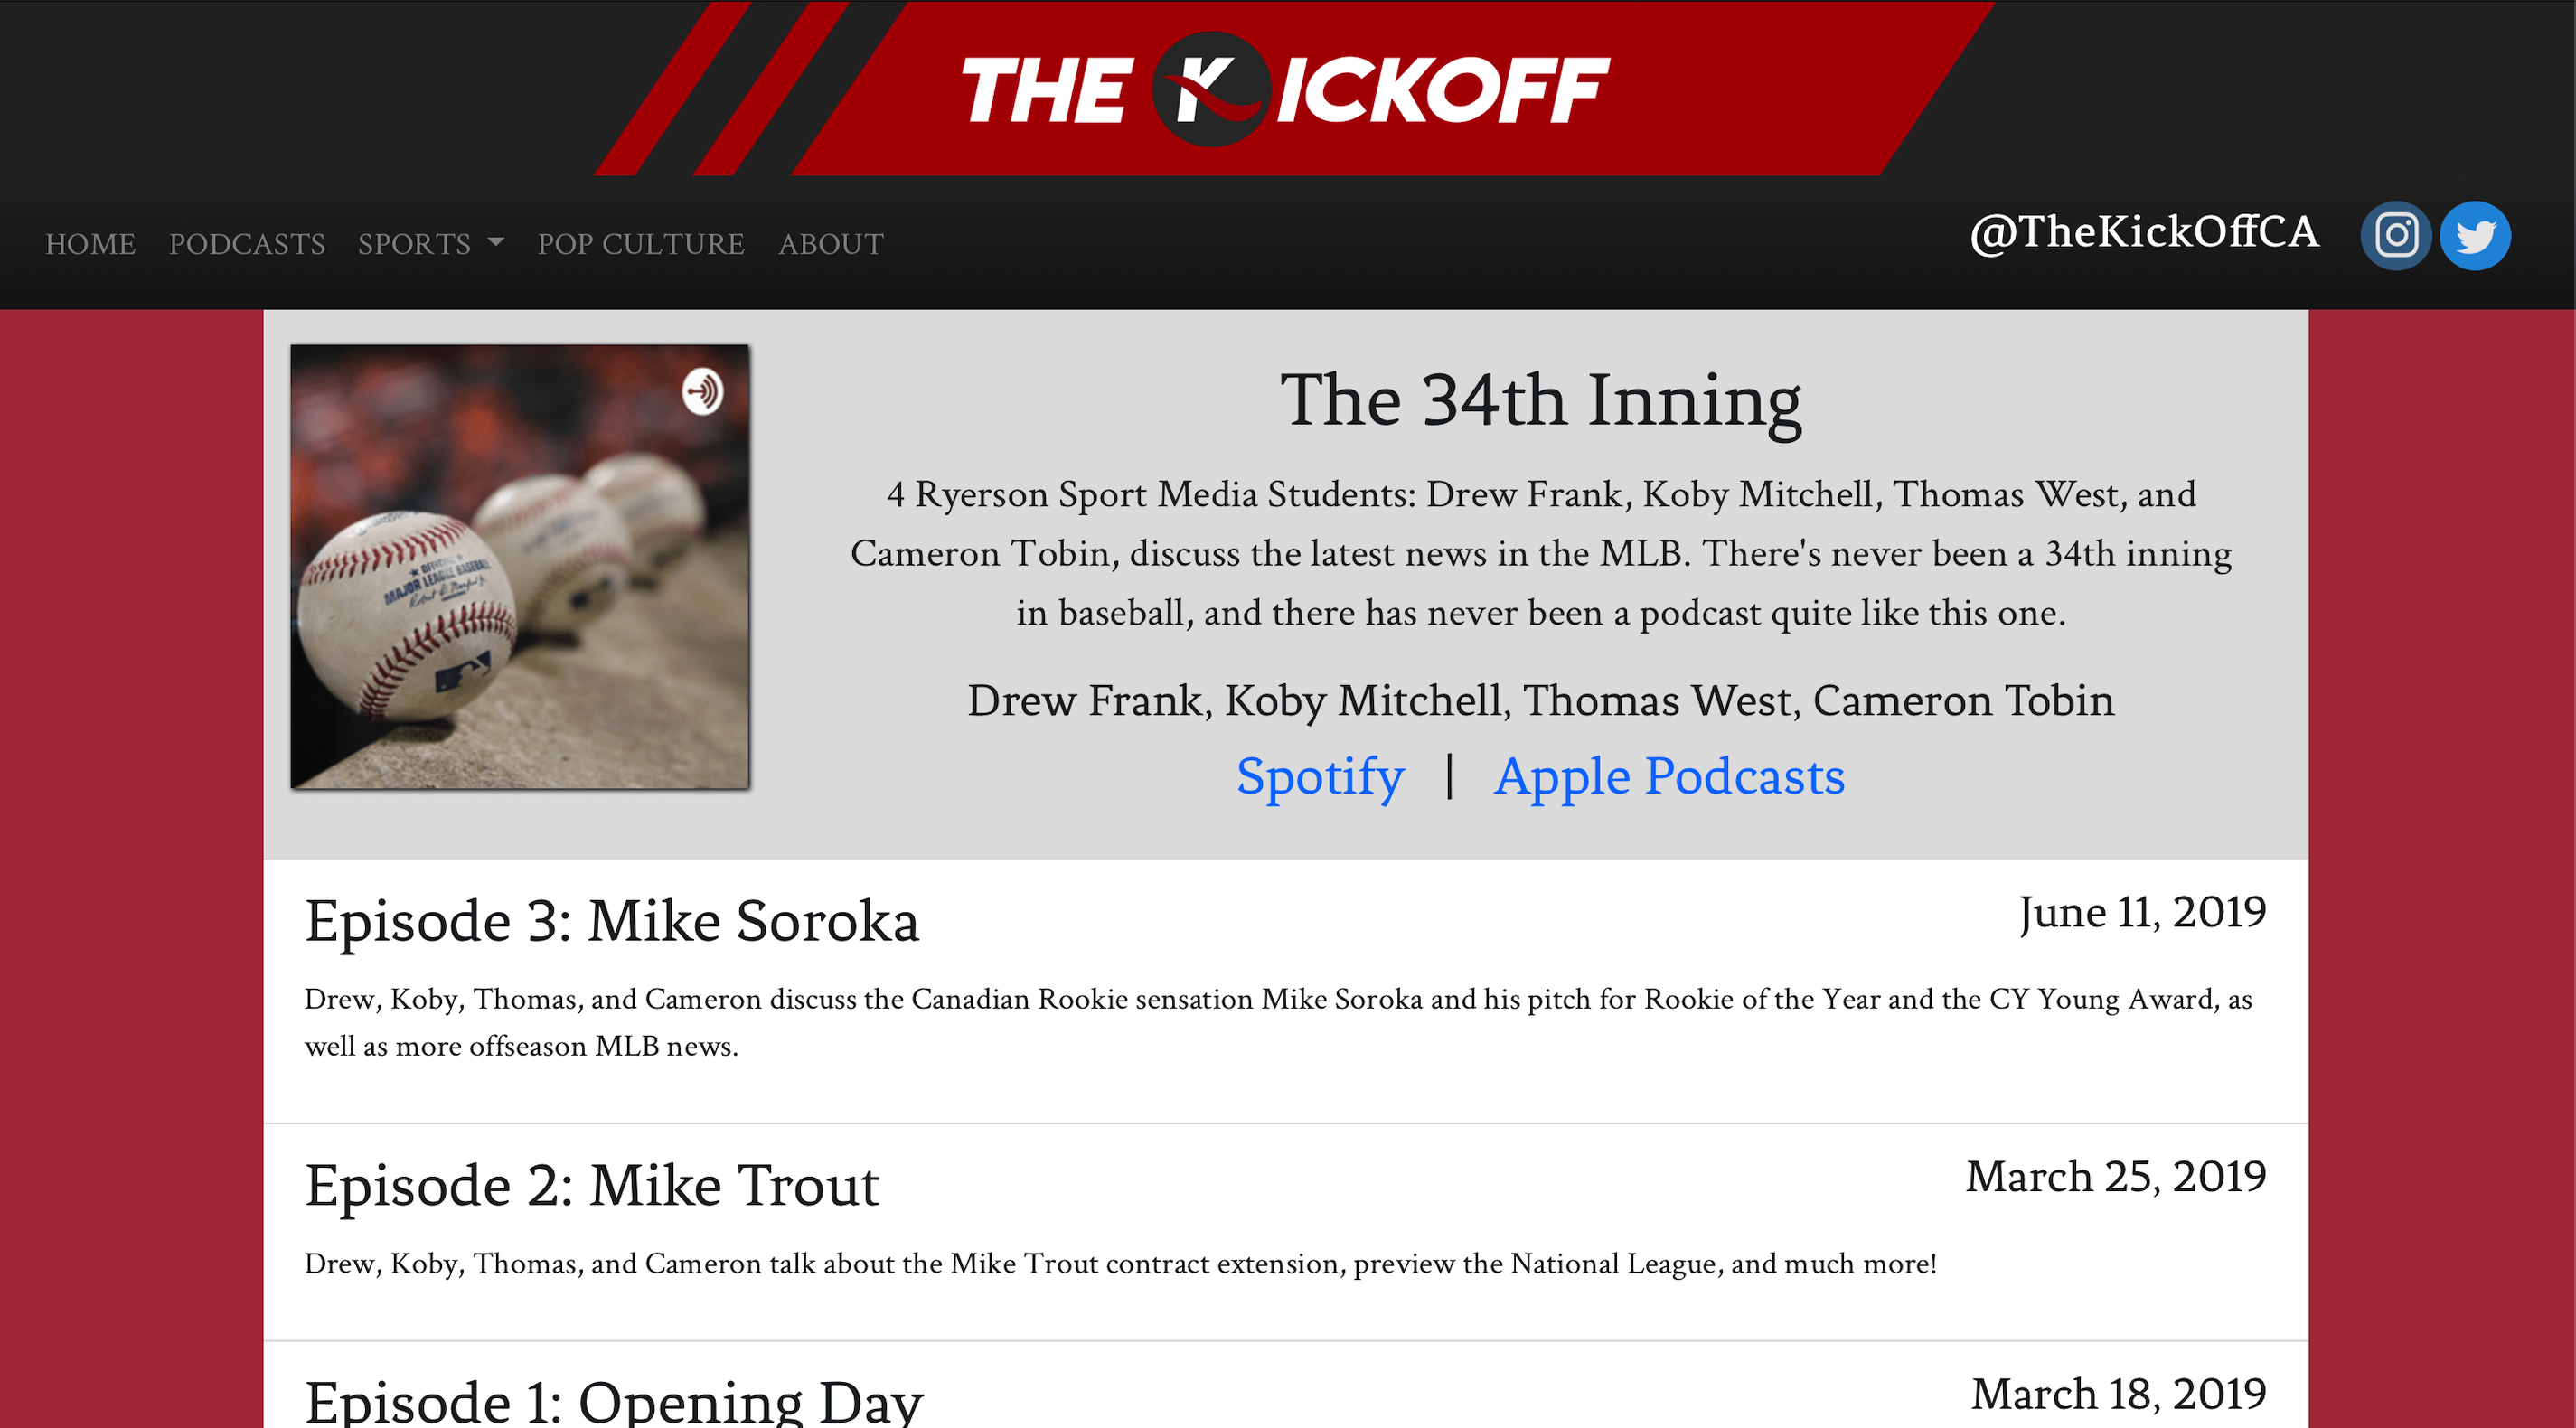 THE KICKOFF
HOME PODCASTS SPORTS POP CULTURE ABOUT
@TheKickOffCA
OFFICIAL
MAJOR LEAGUE BASEBALL
The 34th Inning
4 Ryerson Sport Media Students: Drew Frank, Koby Mitchell, Thomas West, and
Cameron Tobin, discuss the latest news in the MLB. There's never been a 34th inning
in baseball, and there has never been a podcast quite like this one.
Drew Frank, Koby Mitchell, Thomas West, Cameron Tobin
Spotify | Apple Podcasts
Episode 3: Mike Soroka
June 11, 2019
Drew, Koby, Thomas, and Cameron discuss the Canadian Rookie sensation Mike Soroka and his pitch for Rookie of the Year and the CY Young Award, as
well as more offseason MLB news.
Episode 2: Mike Trout
March 25, 2019
Drew, Koby, Thomas, and Cameron talk about the Mike Trout contract extension, preview the National League, and much more!
Episode 1: Opening Day
March 18, 2019